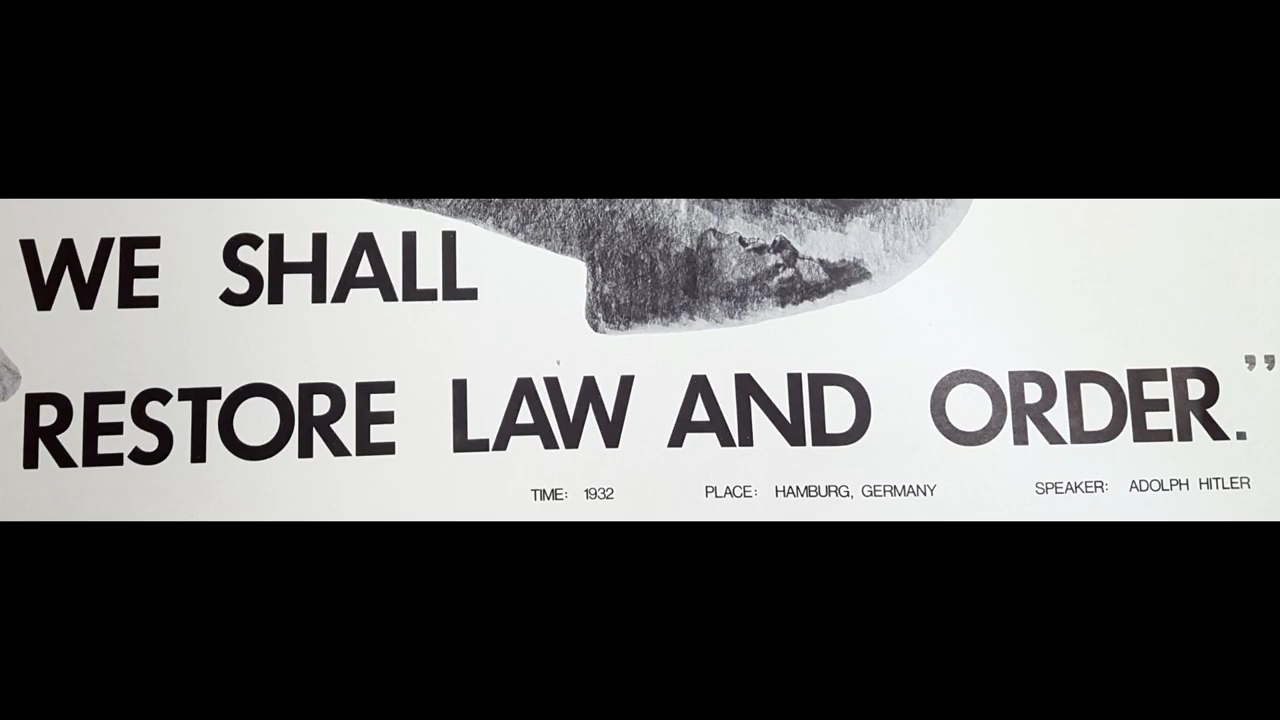 WE SHALL
RESTORE LAW AND ORDER.”
TIME: 1932 PLACE: HAMBURG, GERMANY SPEAKER: ADOLPH HITLER